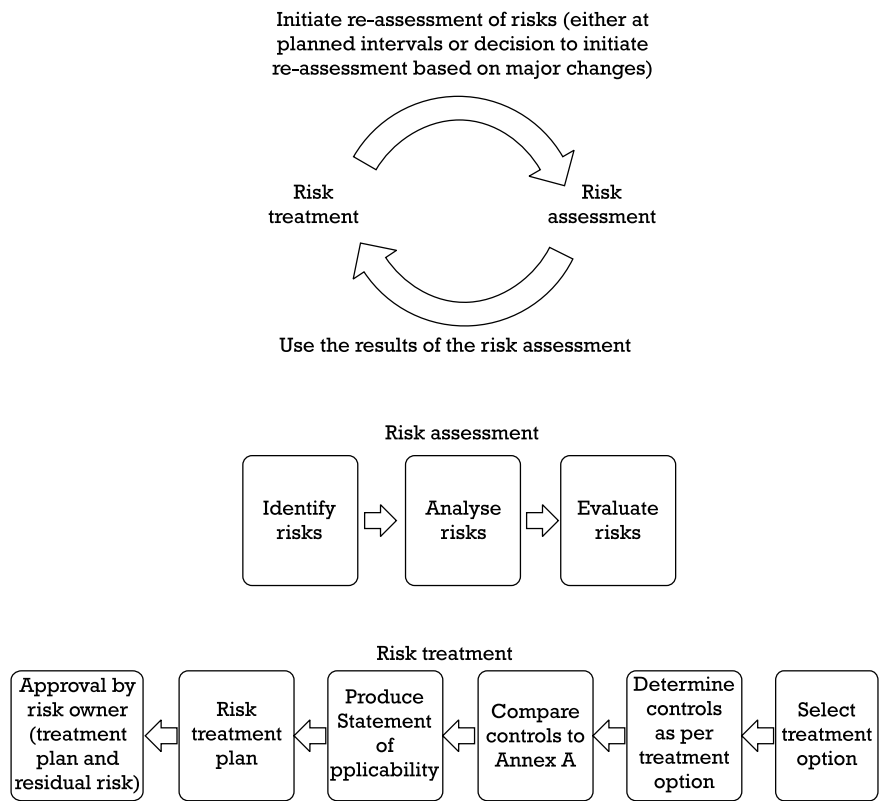 Initiate re-assessment of risks (either at
planned intervals or decision to initiate
re-assessment based on major changes)
Risk
treatment
Risk
assessment
Use the results of the risk assessment
Risk assessment
Identify
risks
Analyse
risks
Evaluate
risks
Risk treatment
Approval by
risk owner
(treatment
plan and
residual risk)
Risk
treatment
plan
Produce
Statement
of
pplicability
Compare
controls to
Annex A
Determine
controls
as per
treatment
option
Select
treatment
option